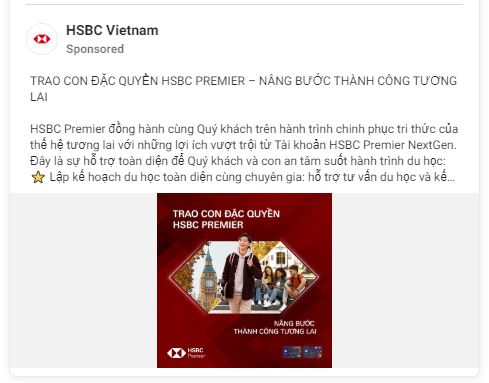 HSBC Vietnam
Sponsored
TRAO CON ĐẶC QUYỀN HSBC PREMIER – NÂNG BƯỚC THÀNH CÔNG TƯƠNG
LAI
HSBC Premier đồng hành cùng Quý khách trên hành trình chinh phục tri thức của
thế hệ tương lai với những lợi ích vượt trội từ Tài khoản HSBC Premier NextGen.
Đây là sự hỗ trợ toàn diện để Quý khách và con an tâm suốt hành trình du học:
⭐ Lập kế hoạch du học toàn diện cùng chuyên gia: hỗ trợ tư vấn du học và kế...
TRAO CON ĐẶC QUYỀN
HSBC PREMIER
NÂNG BƯỚC
THÀNH CÔNG TƯƠNG LAI
HSBC
Premier